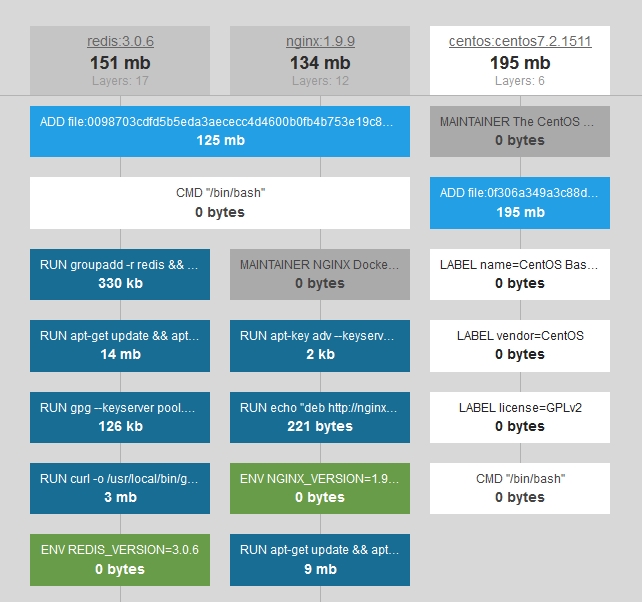 redis:3.0.6
151 mb
Layers: 17
nginx:1.9.9
134 mb
Layers: 12
centos:centos7.2.1511
195 mb
Layers: 6
ADD file:0098703cdfd5b5eda3aececc4d4600b0fb4b753e19c8...
125 mb
MAINTAINER The CentOS ...
0 bytes
CMD "/bin/bash"
0 bytes
ADD file:0f306a349a3c88d...
195 mb
RUN groupadd -r redis && ...
330 kb
MAINTAINER NGINX Docke...
0 bytes
LABEL name=CentOS Bas...
0 bytes
RUN apt-get update && apt...
14 mb
RUN apt-key adv --keyserv...
2 kb
LABEL vendor=CentOS
0 bytes
RUN gpg --keyserver pool....
126 kb
RUN echo "deb http://nginx...
221 bytes
LABEL license=GPLv2
0 bytes
RUN curl -o /usr/local/bin/g...
3 mb
ENV NGINX_VERSION=1.9...
0 bytes
CMD "/bin/bash"
0 bytes
ENV REDIS_VERSION=3.0.6
0 bytes
RUN apt-get update && apt...
9 mb